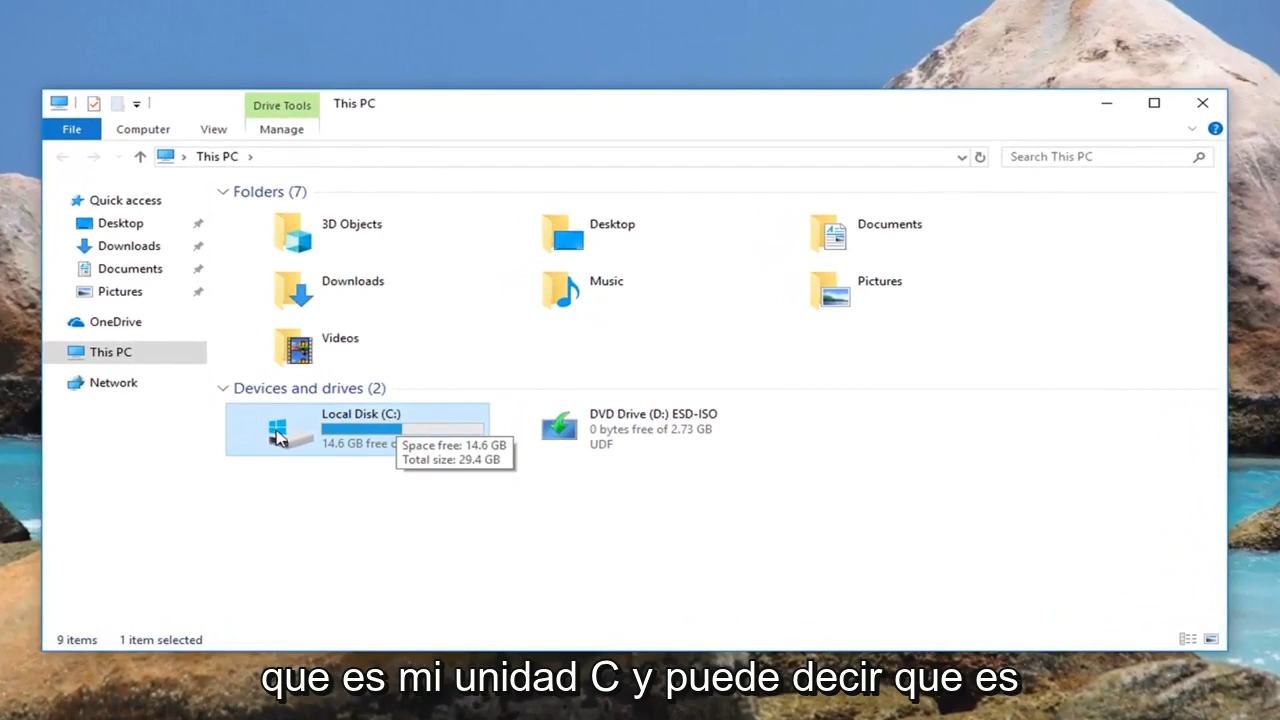 Drive Tools
This PC
File
Computer
View
Manage
This PC
Search This PC
Quick access
Desktop
Downloads
Documents
Pictures
OneDrive
This PC
Network
Folders (7)
3D Objects
Desktop
Documents
Downloads
Music
Pictures
Videos
Devices and drives (2)
Local Disk (C:)
14.6 GB free
Space free: 14.6 GB
Total size: 29.4 GB
DVD Drive (D:) ESD-ISO
0 bytes free of 2.73 GB
UDF
9 items
1 item selected
que es mi unidad C y puede decir que es